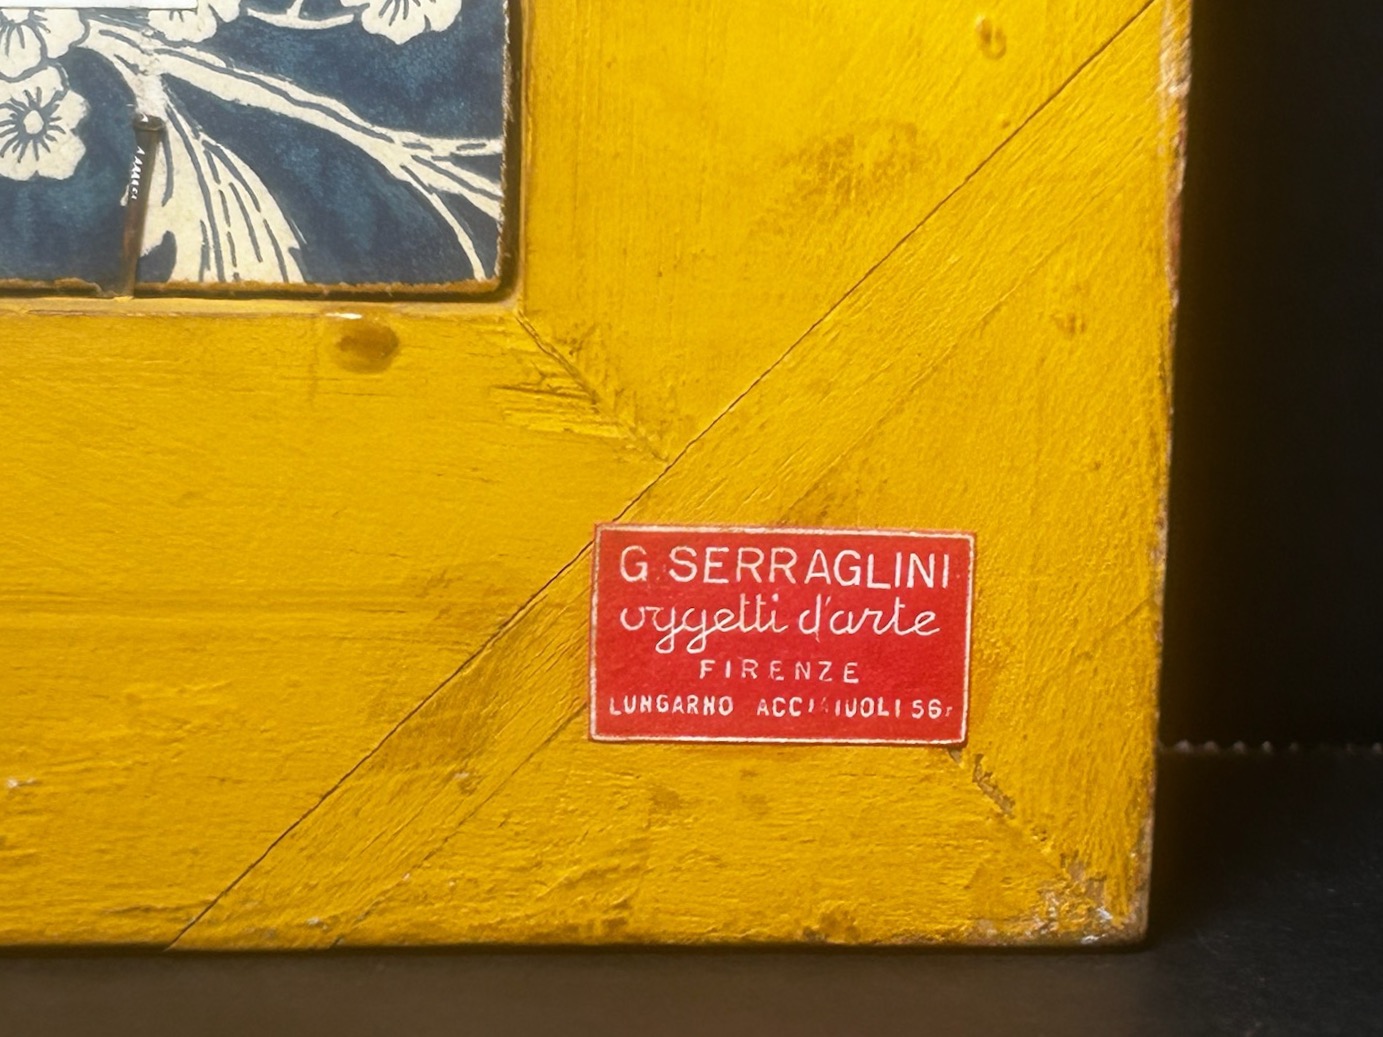 G. SERRAGLINI
oggetti d'arte
FIRENZE
LUNGARNO ACCIAIUOLI 56r